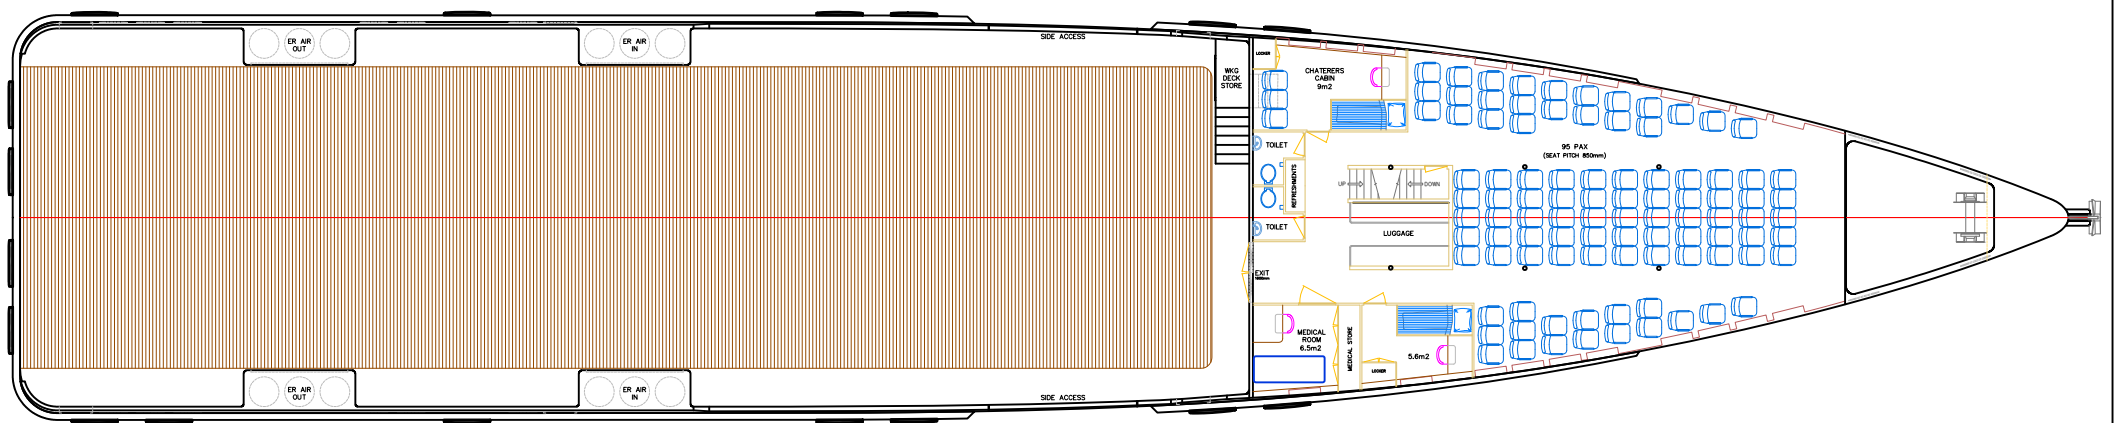 ER AIR
OUT
ER AIR
IN
SIDE ACCESS
WKG
DECK
STORE
LOCKER
CHATERERS
CABIN
9m2
TOILET
REFRESHMENTS
TOILET
95 PAX
(SEAT PITCH 850mm)
UP
DOWN
LUGGAGE
EXIT
MEDICAL
ROOM
6.5m2
MEDICAL STORE
5.6m2
LOCKER
ER AIR
OUT
ER AIR
IN
SIDE ACCESS